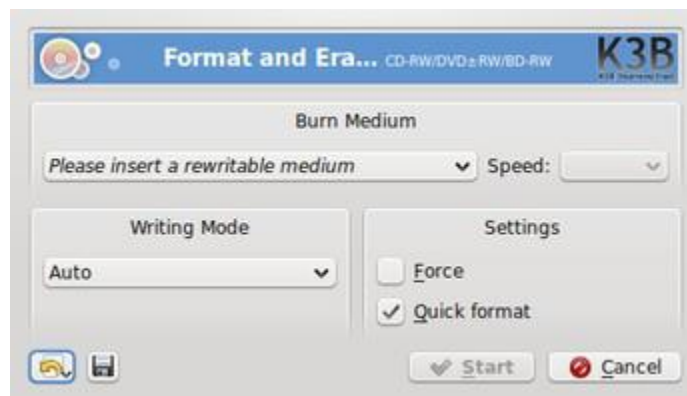 Format and Era... CD-RW/DVD±RW/BD-RW K3B
Burn Medium
Please insert a rewritable medium Speed:
Writing Mode Settings
Auto Force
Quick format
Start Cancel